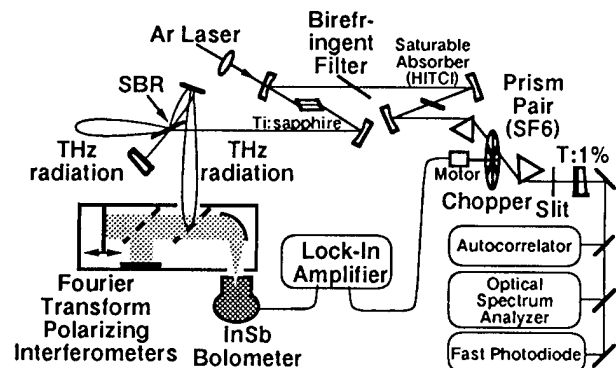 Ar Laser
Birefr-
ingent
Filter
Saturable
Absorber
(HITCI)
Prism
Pair
(SF6)
SBR
Ti:sapphire
T:1%
THz
radiation
THz
radiation
Motor
Chopper
Slit
Lock-In
Amplifier
Autocorrelator
Optical
Spectrum
Analyzer
Fast Photodiode
Fourier
Transform
Polarizing
Interferometers
InSb
Bolometer